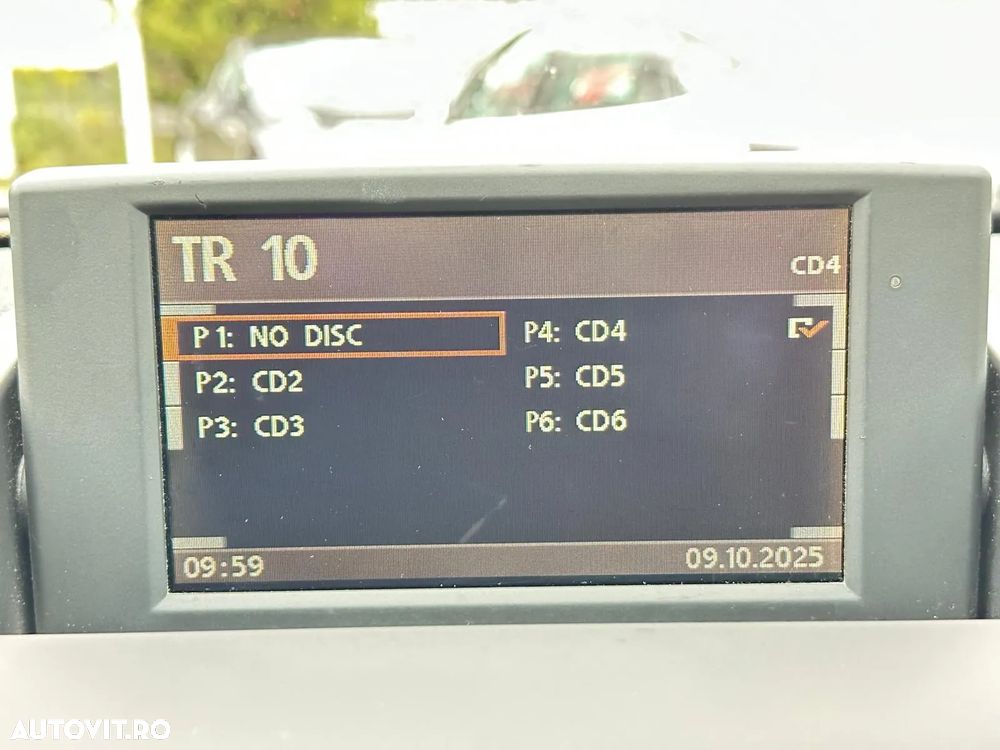 TR 10
CD4
P1: NO DISC
P2: CD2
P3: CD3
P4: CD4
P5: CD5
P6: CD6
09:59
09.10.2025
AUTOVIT.RO